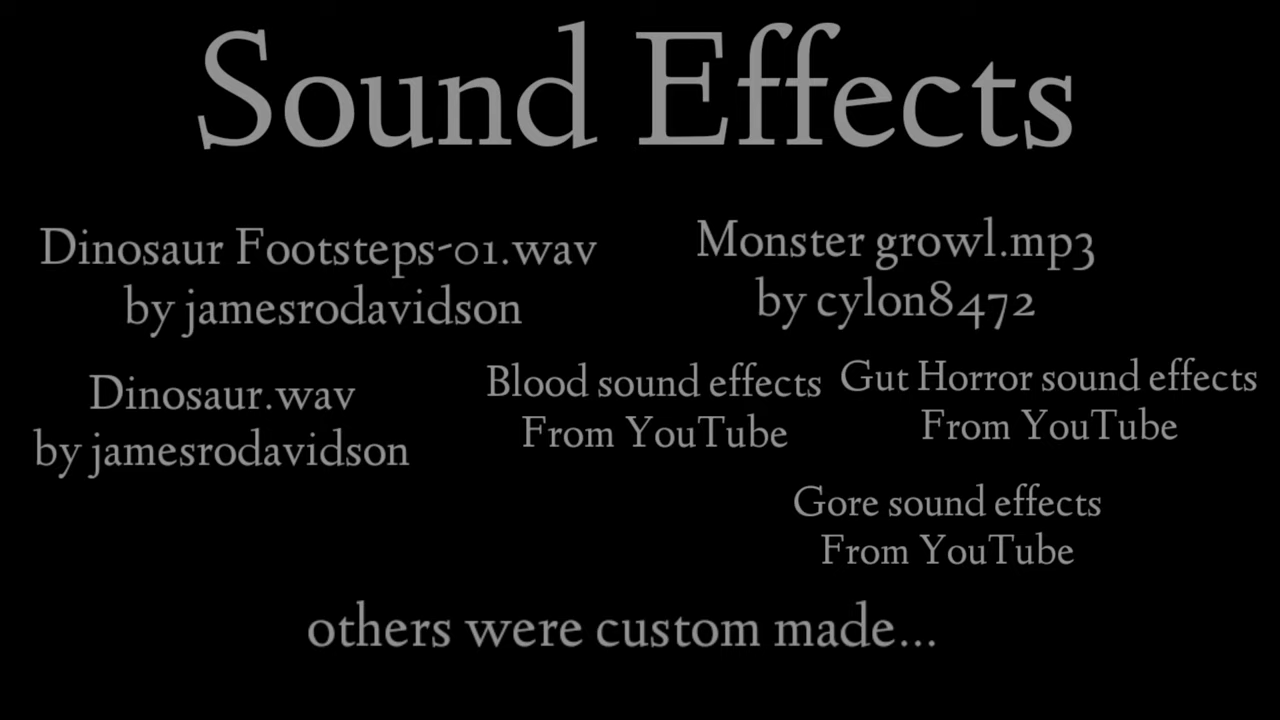 Sound Effects
Dinosaur Footsteps-01.wav
by jamesrodavidson
Monster growl.mp3
by cylon8472
Dinosaur.wav
by jamesrodavidson
Blood sound effects
From YouTube
Gut Horror sound effects
From YouTube
Gore sound effects
From YouTube
others were custom made...